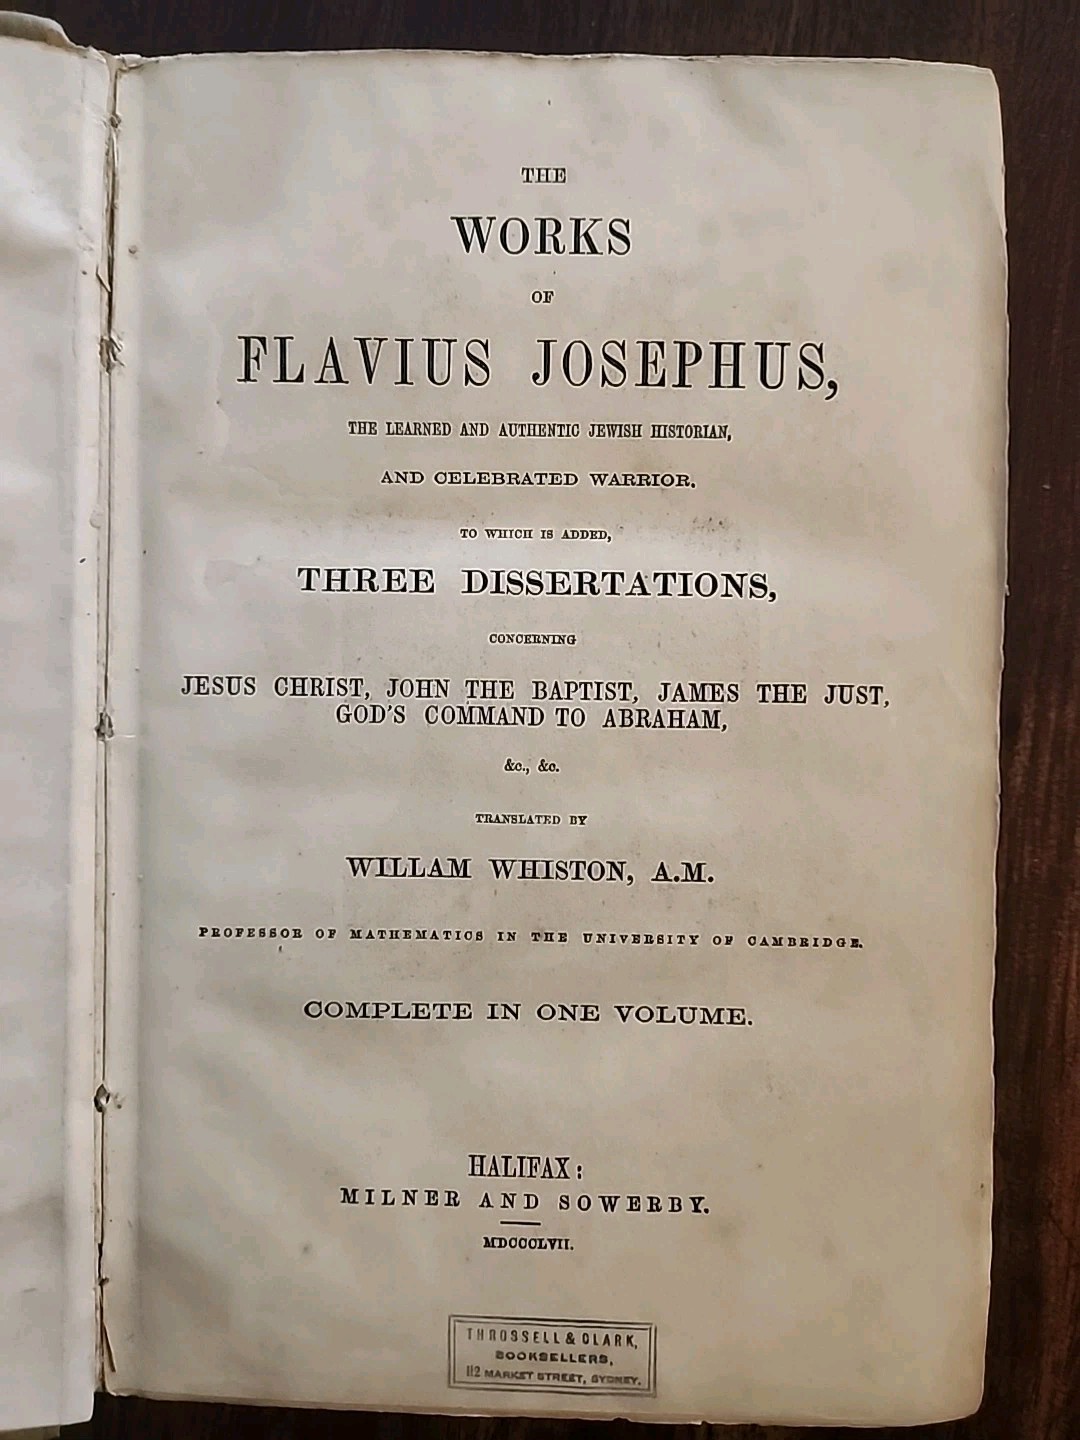 THE
WORKS
OF
FLAVIUS JOSEPHUS,
THE LEARNED AND AUTHENTIC JEWISH HISTORIAN,
AND CELEBRATED WARRIOR.
TO WHICH IS ADDED,
THREE DISSERTATIONS,
CONCERNING
JESUS CHRIST, JOHN THE BAPTIST, JAMES THE JUST,
GOD'S COMMAND TO ABRAHAM,
&c., &c.
TRANSLATED BY
WILLAM WHISTON, A.M.
PROFESSOR OF MATHEMATICS IN THE UNIVERSITY OF CAMBRIDGE.
COMPLETE IN ONE VOLUME.
HALIFAX:
MILNER AND SOWERBY.
MDCCCLVII.
THROSSELL & CLARK,
BOOKSELLERS,
112 MARKET STREET, SYDNEY.